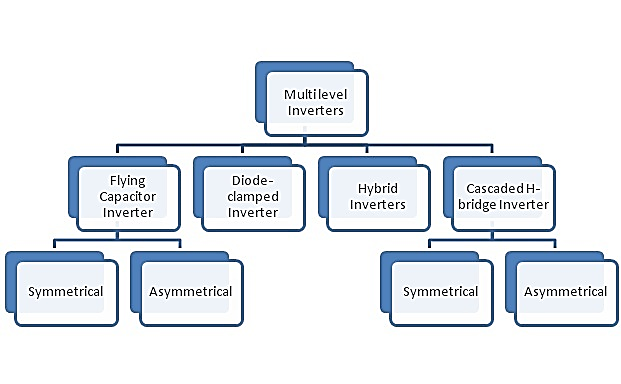 Multilevel
Inverters
Flying
Capacitor
Inverter
Diode-
clamped
Inverter
Hybrid
Inverters
Cascaded H-
bridge Inverter
Symmetrical
Asymmetrical
Symmetrical
Asymmetrical